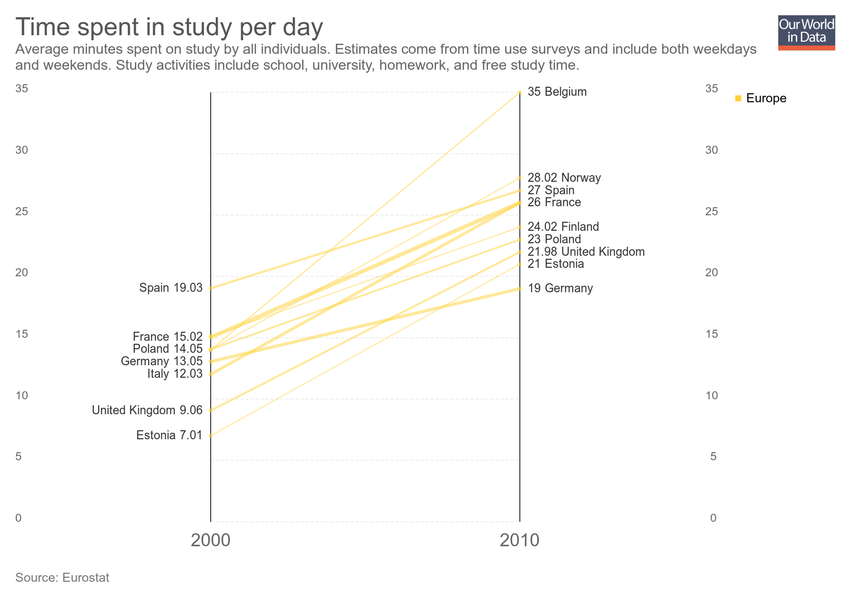 Time spent in study per day
Our World
in Data
Average minutes spent on study by all individuals. Estimates come from time use surveys and include both weekdays
and weekends. Study activities include school, university, homework, and free study time.
35
30
25
20
15
10
5
0
Spain 19.03
France 15.02
Poland 14.05
Germany 13.05
Italy 12.03
United Kingdom 9.06
Estonia 7.01
35 Belgium
28.02 Norway
27 Spain
26 France
24.02 Finland
23 Poland
21.98 United Kingdom
21 Estonia
19 Germany
35
30
25
20
15
10
5
0
Europe
2000
2010
Source: Eurostat